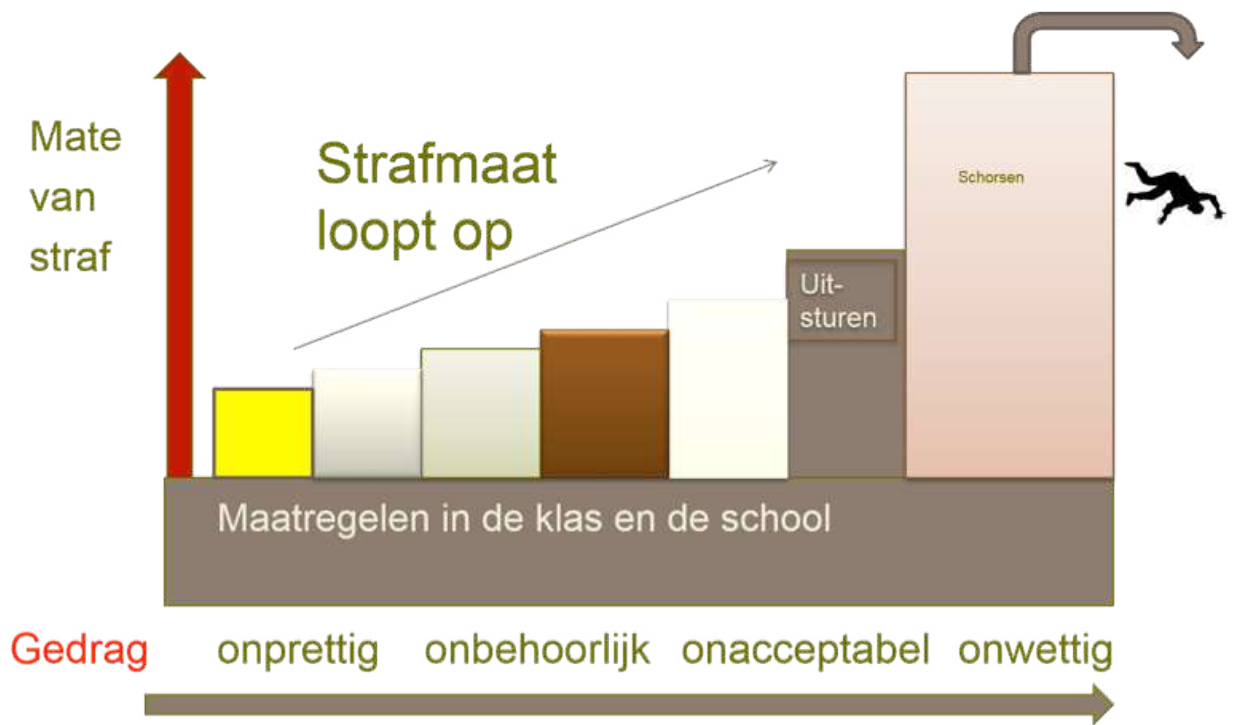 Mate
van
straf
Strafmaat
loopt op
Schorsen
Uit-
sturen
Maatregelen in de klas en de school
Gedrag onprettig onbehoorlijk onacceptabel onwettig